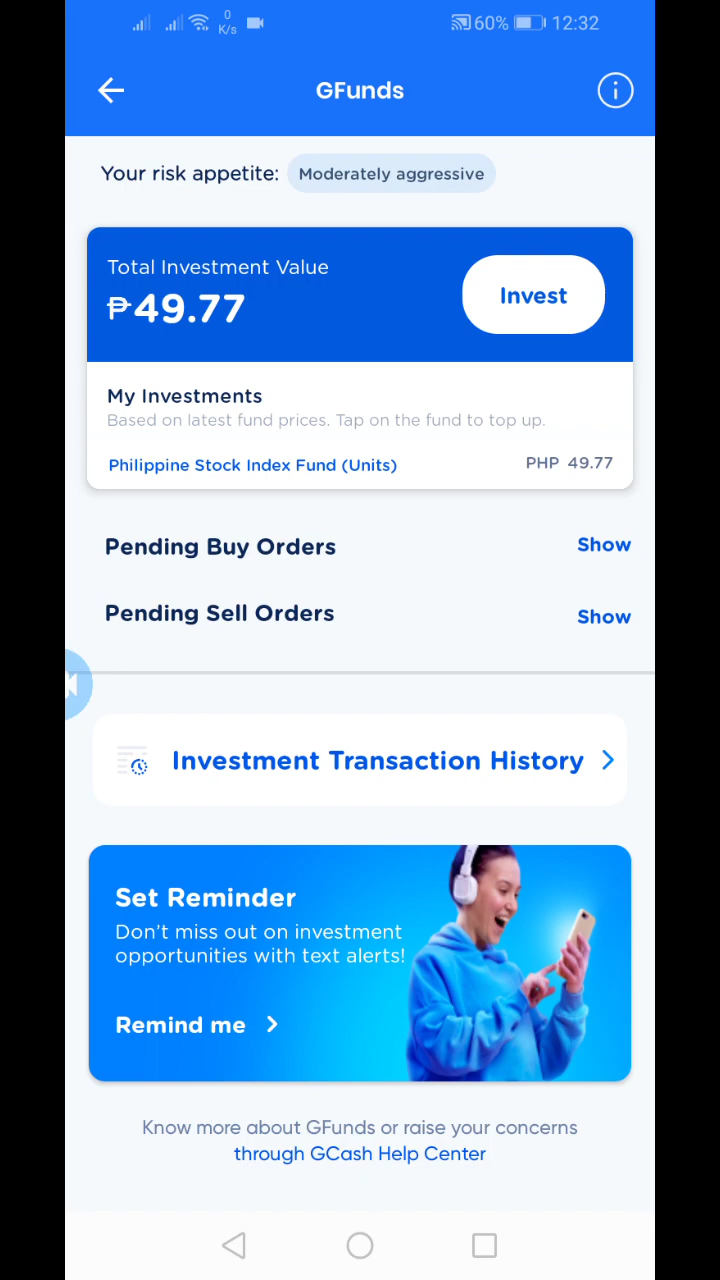 0
K/s
60%
12:32
GFunds
Your risk appetite: Moderately aggressive
Total Investment Value
₱49.77
Invest
My Investments
Based on latest fund prices. Tap on the fund to top up.
Philippine Stock Index Fund (Units) PHP 49.77
Pending Buy Orders Show
Pending Sell Orders Show
Investment Transaction History
Set Reminder
Don’t miss out on investment
opportunities with text alerts!
Remind me
Know more about GFunds or raise your concerns
through GCash Help Center